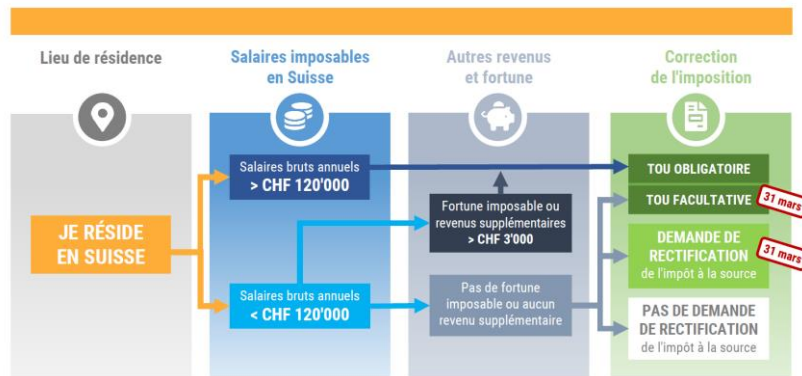 Lieu de résidence
Salaires imposables
en Suisse
Autres revenus
et fortune
Correction
de l'imposition
JE RÉSIDE
EN SUISSE
Salaires bruts annuels
> CHF 120'000
Salaires bruts annuels
< CHF 120'000
Fortune imposable ou
revenus supplémentaires
> CHF 3'000
Pas de fortune
imposable ou aucun
revenu supplémentaire
TOU OBLIGATOIRE
TOU FACULTATIVE
31 mars
DEMANDE DE
RECTIFICATION
de l'impôt à la source
31 mars
PAS DE DEMANDE
DE RECTIFICATION
de l'impôt à la source